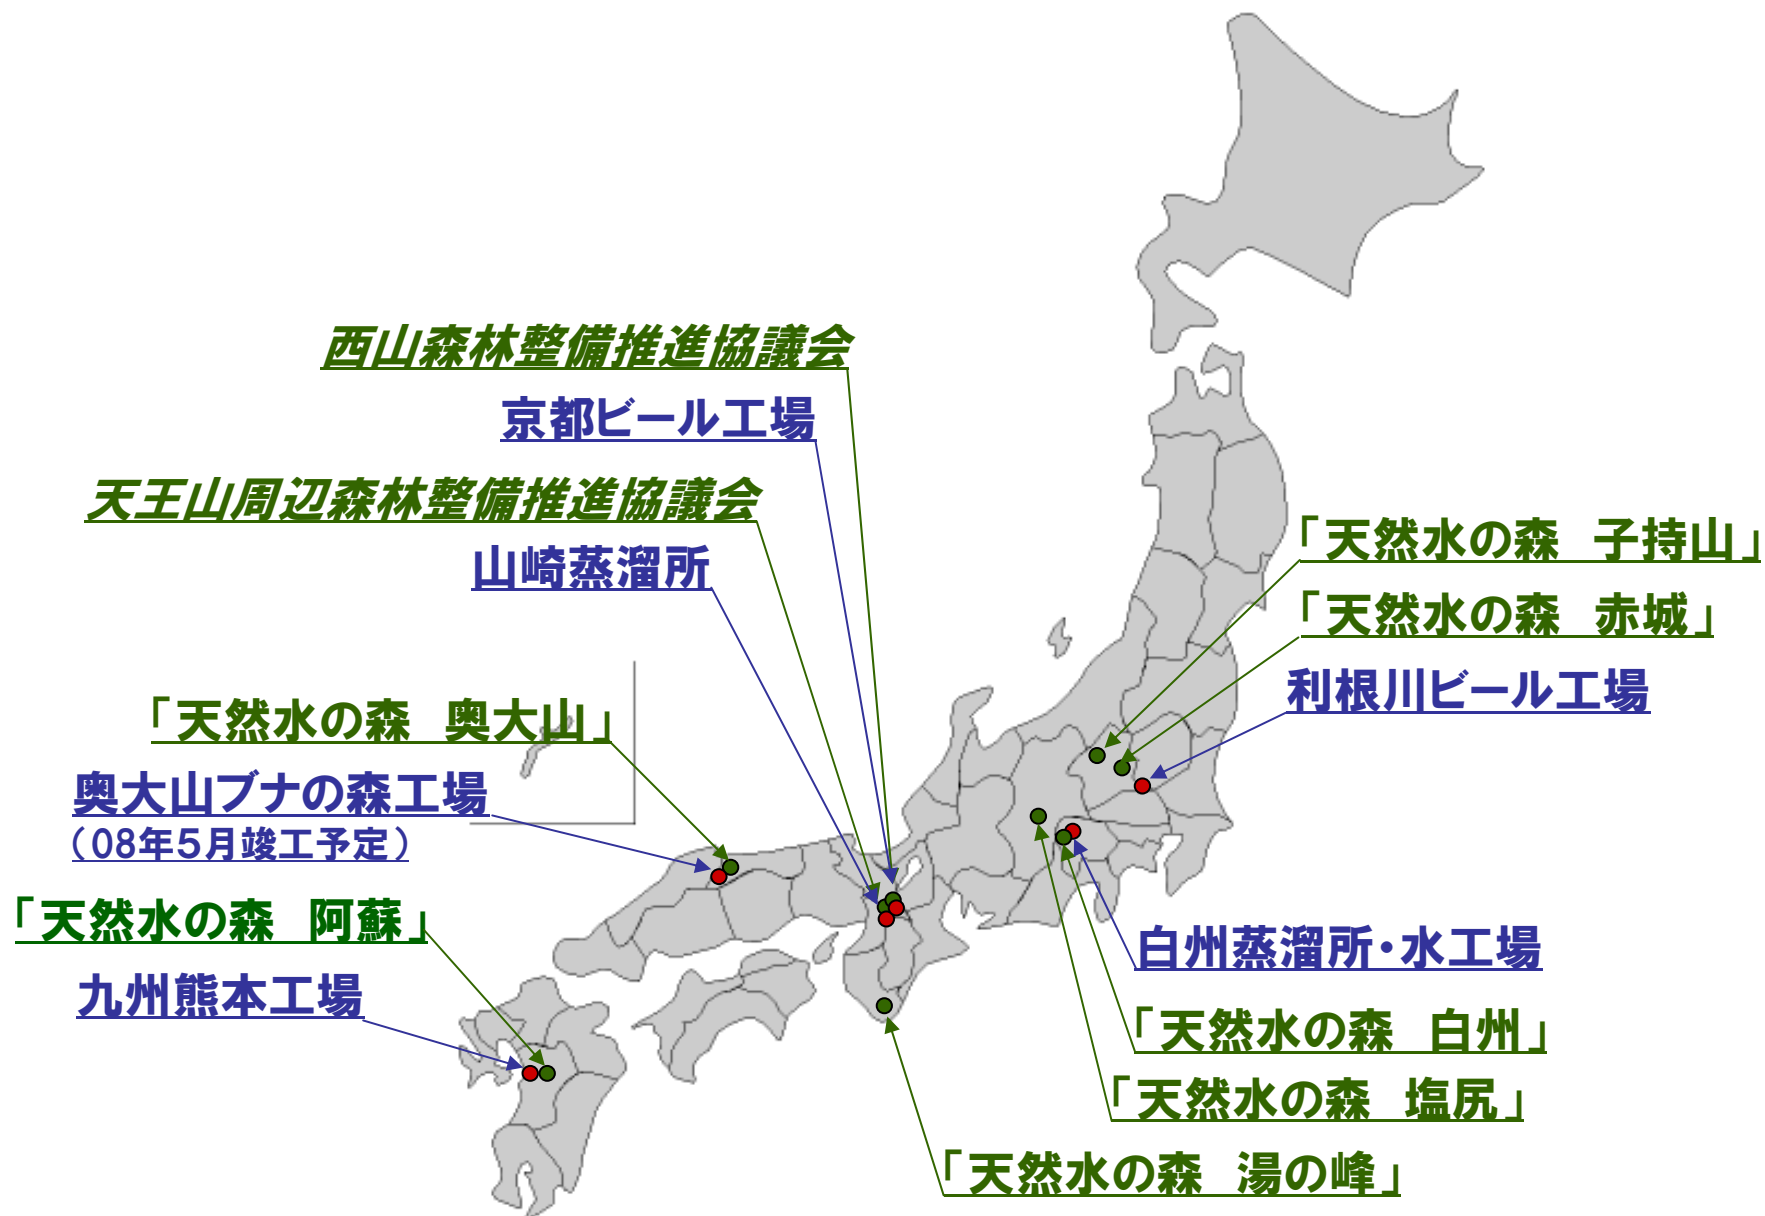 西山森林整備推進協議会
京都ビール工場
天王山周辺森林整備推進協議会
山崎蒸溜所
「天然水の森　奥大山」
奥大山ブナの森工場
（08年5月竣工予定）
「天然水の森　阿蘇」
九州熊本工場
「天然水の森　子持山」
「天然水の森　赤城」
利根川ビール工場
白州蒸溜所・水工場
「天然水の森　白州」
「天然水の森　塩尻」
「天然水の森　湯の峰」